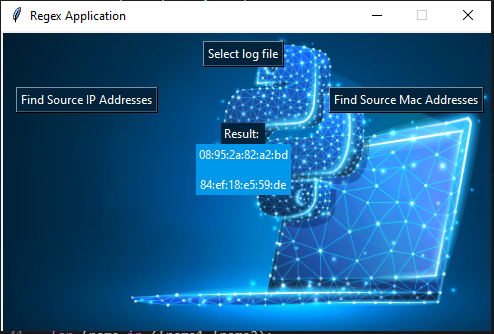 Regex Application
Select log file
Find Source IP Addresses
Find Source Mac Addresses
Result:
08:95:2a:82:a2:bd
84:ef:18:e5:59:de